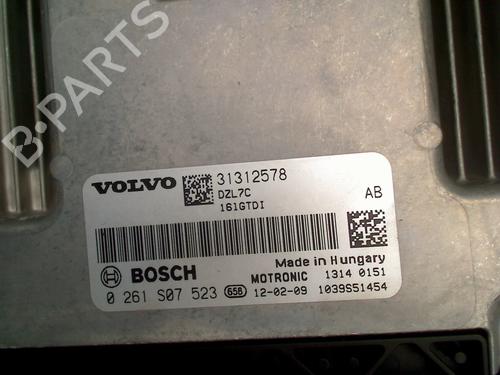 B-PARTS
VOLVO 31312578
DZL7C AB
161GTDI
Made in Hungary
BOSCH MOTRONIC 1314 0151
0 261 S07 523 65B 12-02-09 1039S51454